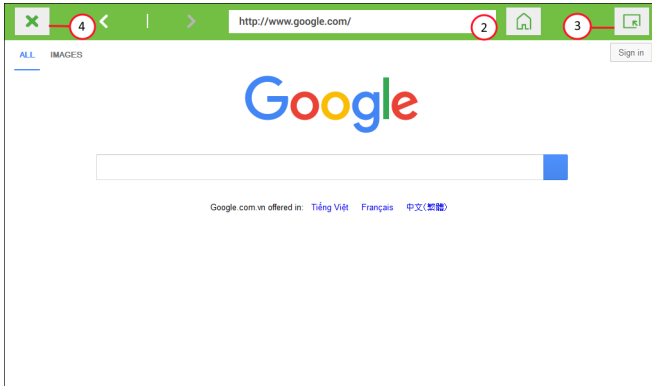 4
http://www.google.com/
2
3
ALL IMAGES
Sign in
Google
Google.com.vn offered in: Tiếng Việt Français 中文(繁體)